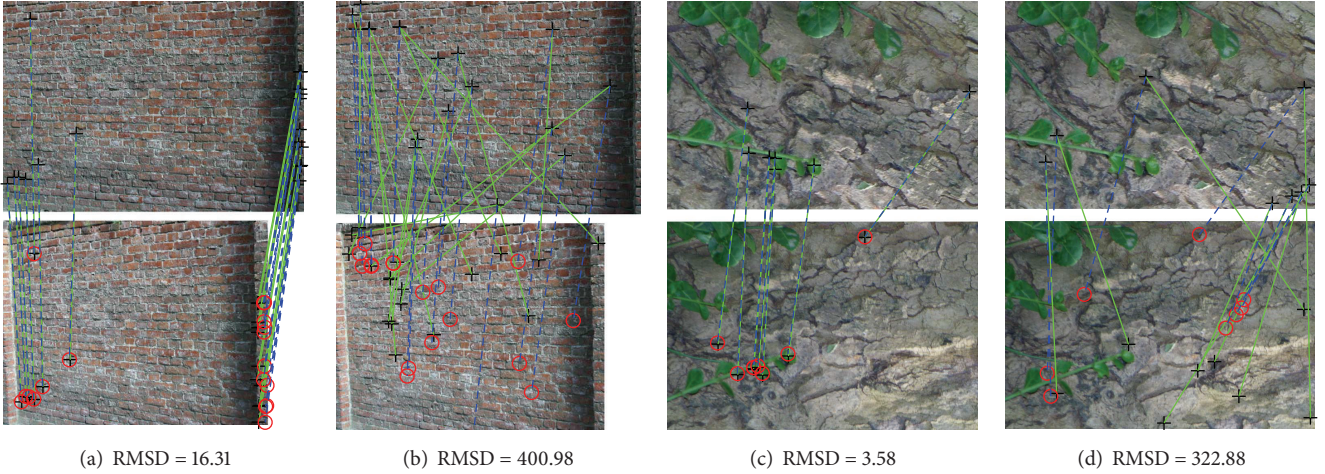 (a) RMSD = 16.31
(b) RMSD = 400.98
(c) RMSD = 3.58
(d) RMSD = 322.88